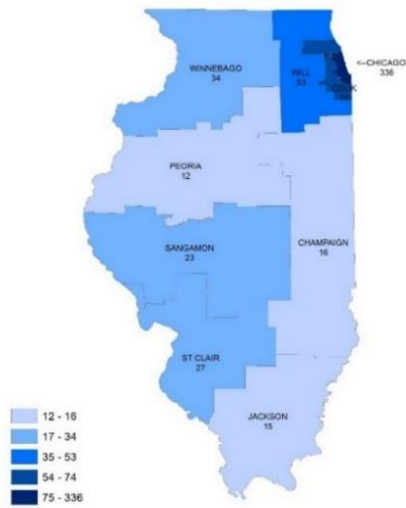 WINNEBAGO
34
WILL
53
<--CHICAGO
336
COOK
PEORIA
12
CHAMPAIGN
16
SANGAMON
23
ST CLAIR
27
JACKSON
15
12 - 16
17 - 34
35 - 53
54 - 74
75 - 336